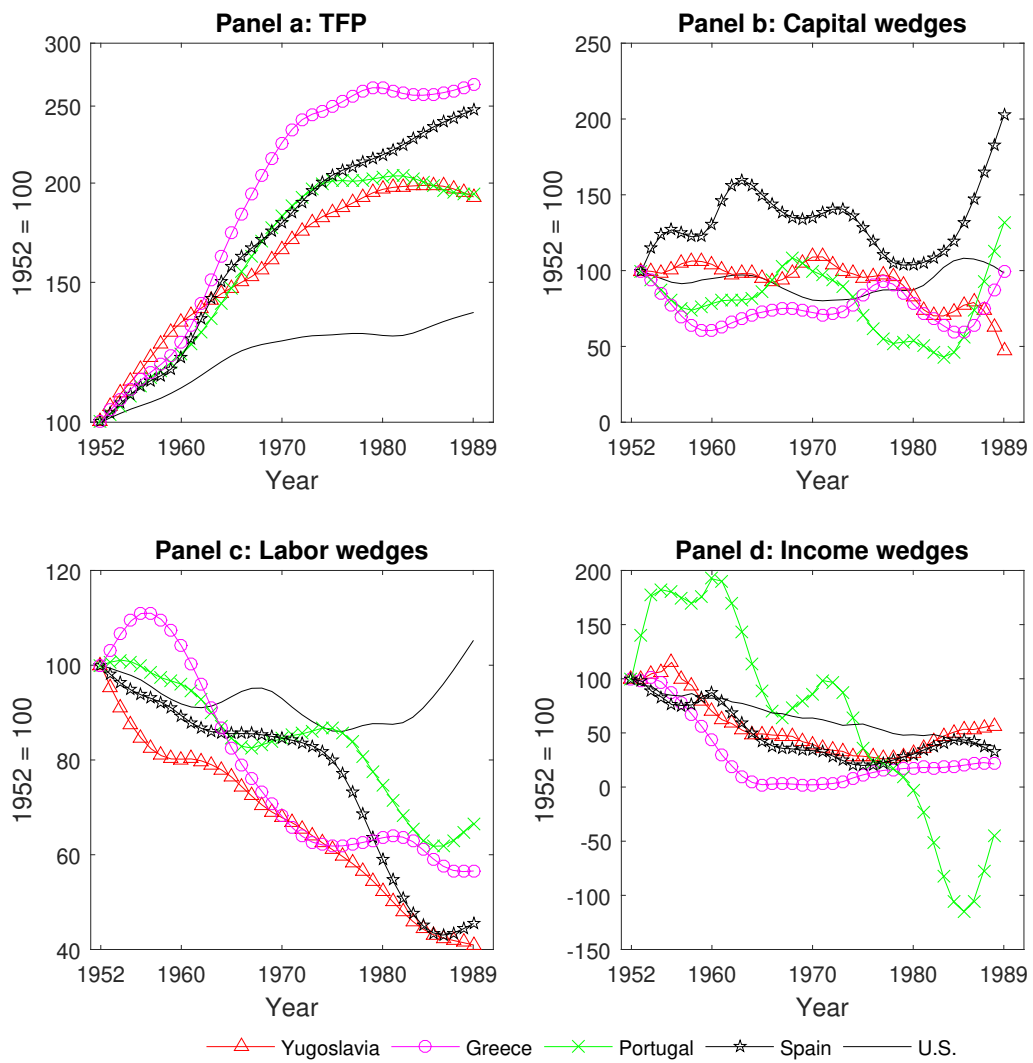 Panel a: TFP
300
250
200
150
100
1952 = 100
1952 1960 1970 1980 1989
Year
Panel b: Capital wedges
250
200
150
100
50
0
1952 = 100
1952 1960 1970 1980 1989
Year
Panel c: Labor wedges
120
100
80
60
40
1952 = 100
1952 1960 1970 1980 1989
Year
Panel d: Income wedges
200
150
100
50
0
-50
-100
-150
1952 = 100
1952 1960 1970 1980 1989
Year
Yugoslavia Greece Portugal Spain U.S.